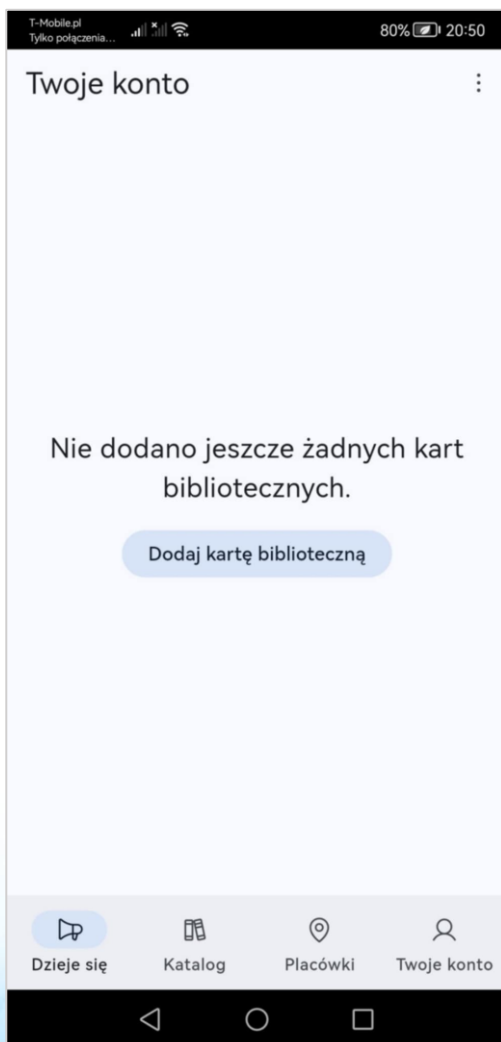 T-Mobile.pl
Tylko połączenia...
80% 20:50
Twoje konto
Nie dodano jeszcze żadnych kart
bibliotecznych.
Dodaj kartę biblioteczną
Dzieje się Katalog Placówki Twoje konto